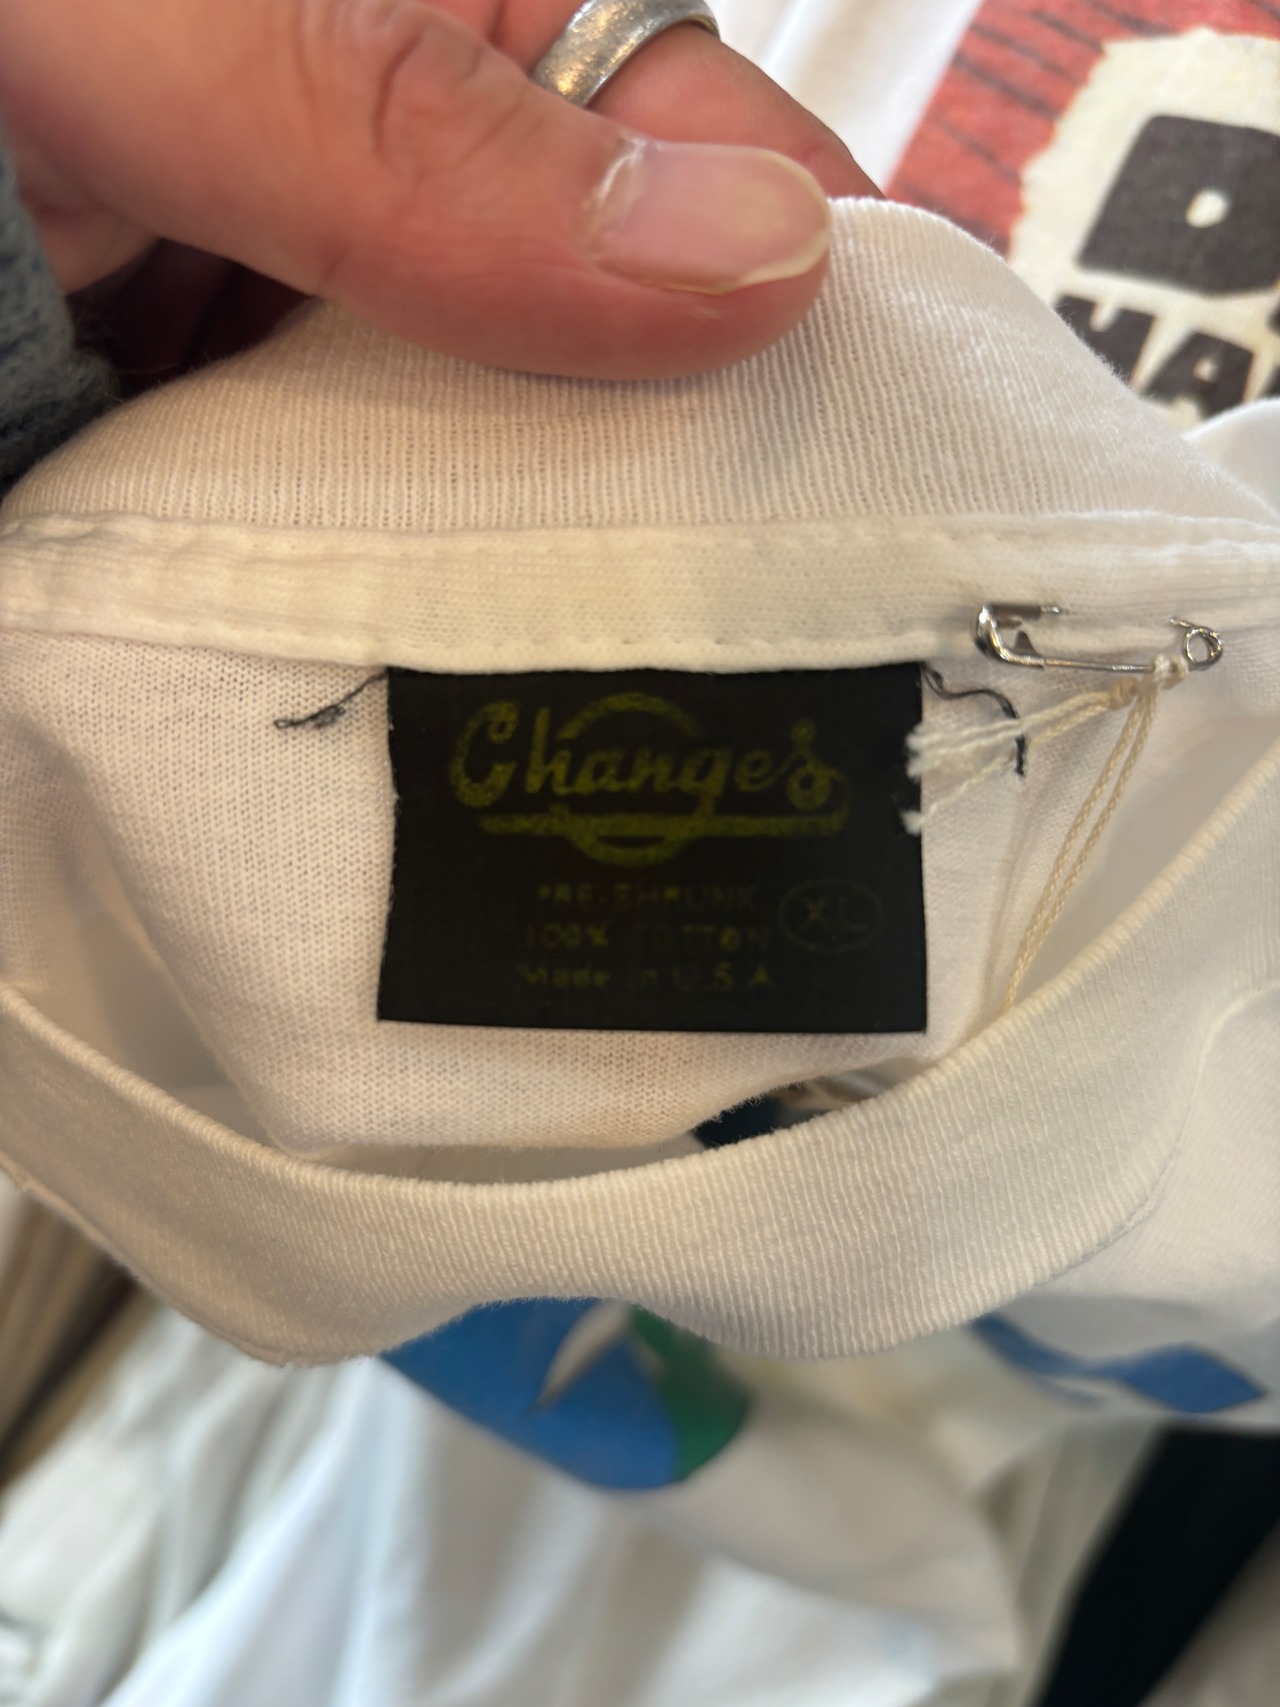 Changes
PRE-SHRUNK
100% COTTON
XL
Made in U.S.A